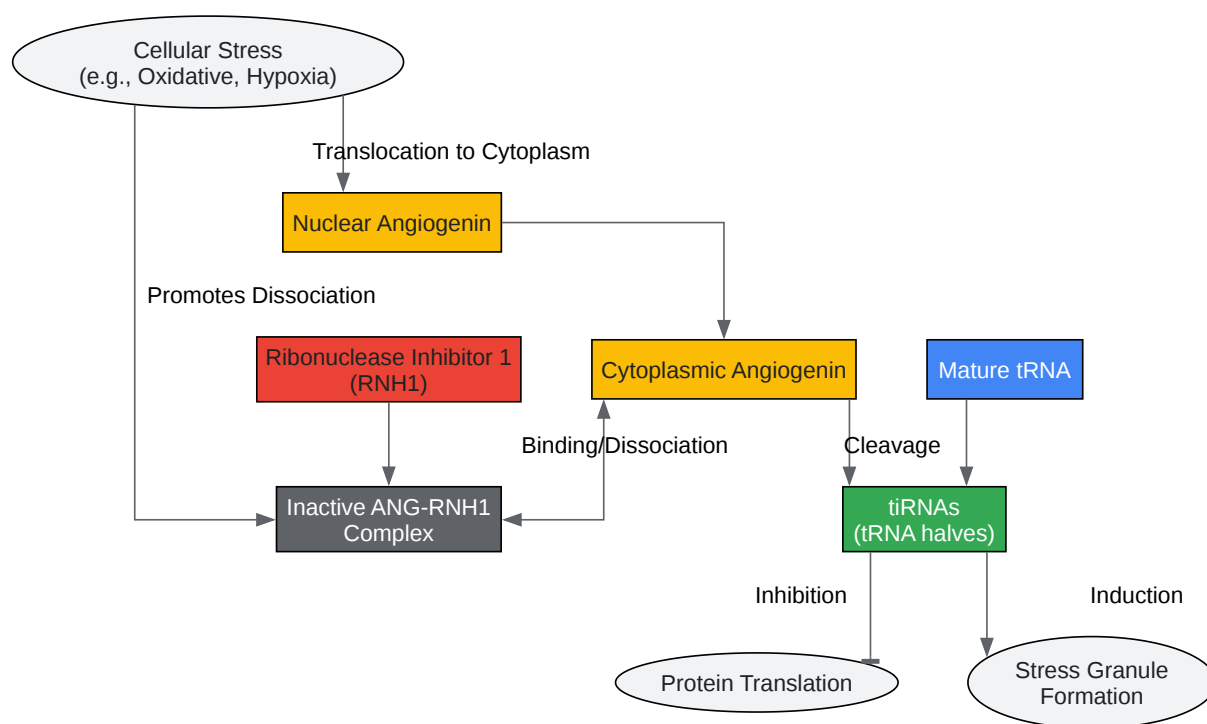 Cellular Stress
(e.g., Oxidative, Hypoxia)
Translocation to Cytoplasm
Nuclear Angiogenin
Promotes Dissociation
Ribonuclease Inhibitor 1
(RNH1)
Cytoplasmic Angiogenin
Mature tRNA
Binding/Dissociation
Cleavage
Inactive ANG-RNH1
Complex
tiRNAs
(tRNA halves)
Inhibition
Induction
Protein Translation
Stress Granule
Formation